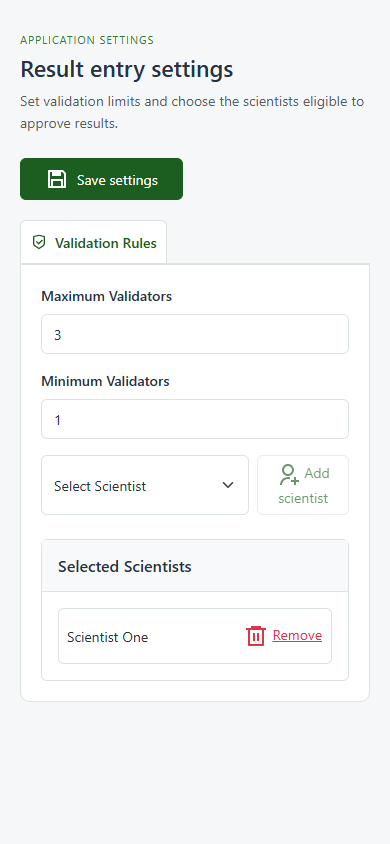 APPLICATION SETTINGS
Result entry settings
Set validation limits and choose the scientists eligible to
approve results.
Save settings
Validation Rules
Maximum Validators
3
Minimum Validators
1
Select Scientist
Add
scientist
Selected Scientists
Scientist One
Remove